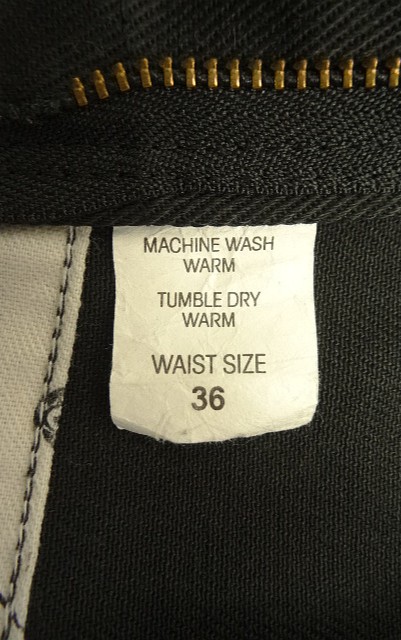 MACHINE WASH
WARM
TUMBLE DRY
WARM
WAIST SIZE
36